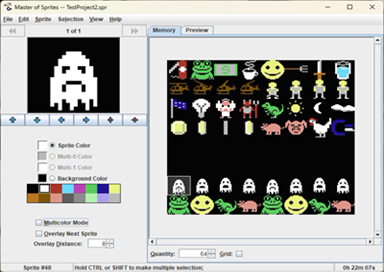 Master of Sprites -- TestProject2.spr
File Edit Sprite Selection View Help
1 of 1
Memory Preview
Sprite Color
Multi-0 Color
Multi-1 Color
Background Color
Multicolor Mode
Overlay Next Sprite
Overlay Distance: 8
Quantity: 64 Grid:
Sprite #48 Hold CTRL or SHIFT to make multiple selection; 0h 22m 07s